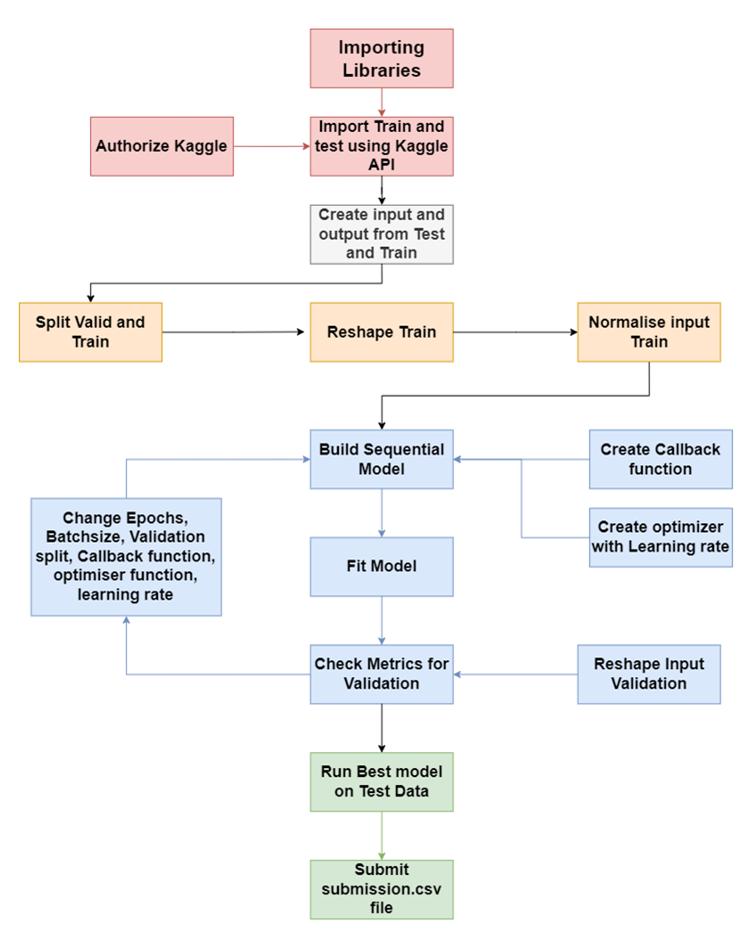 Importing
Libraries
Authorize Kaggle
Import Train and
test using Kaggle
API
Create input and
output from Test
and Train
Split Valid and
Train
Reshape Train
Normalise input
Train
Build Sequential
Model
Create Callback
function
Change Epochs,
Batchsize, Validation
split, Callback function,
optimiser function,
learning rate
Create optimizer
with Learning rate
Fit Model
Check Metrics for
Validation
Reshape Input
Validation
Run Best model
on Test Data
Submit
submission.csv
file